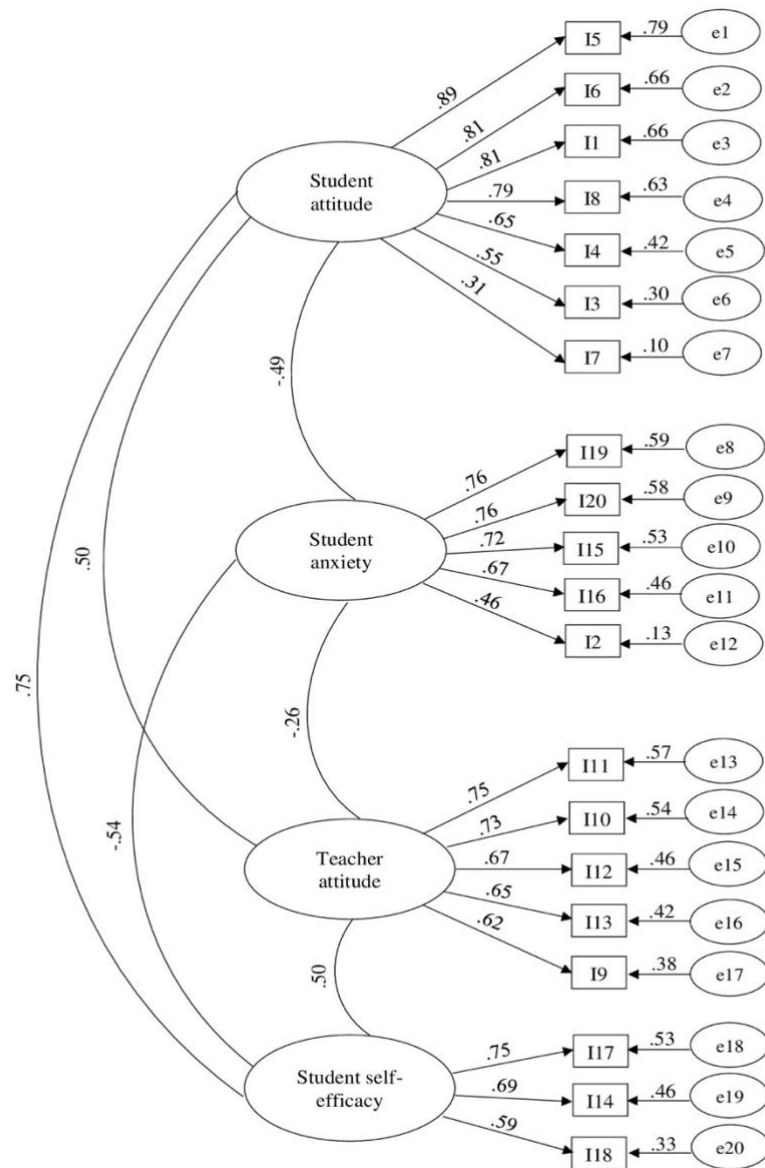 I5
.79
e1
.89
I6
.66
e2
.81
I1
.66
e3
.81
Student
attitude
I8
.63
e4
.79
I4
.42
e5
.65
I3
.30
e6
.55
I7
.10
e7
.31
-.49
I19
.59
e8
.76
I20
.58
e9
.76
Student
anxiety
I15
.53
e10
.72
I16
.46
e11
.67
I2
.13
e12
.46
.50
.75
-.26
-.54
I11
.57
e13
.75
I10
.54
e14
.73
Teacher
attitude
I12
.46
e15
.67
I13
.42
e16
.65
I9
.38
e17
.62
.50
I17
.53
e18
.75
Student self-
efficacy
I14
.46
e19
.69
I18
.33
e20
.59